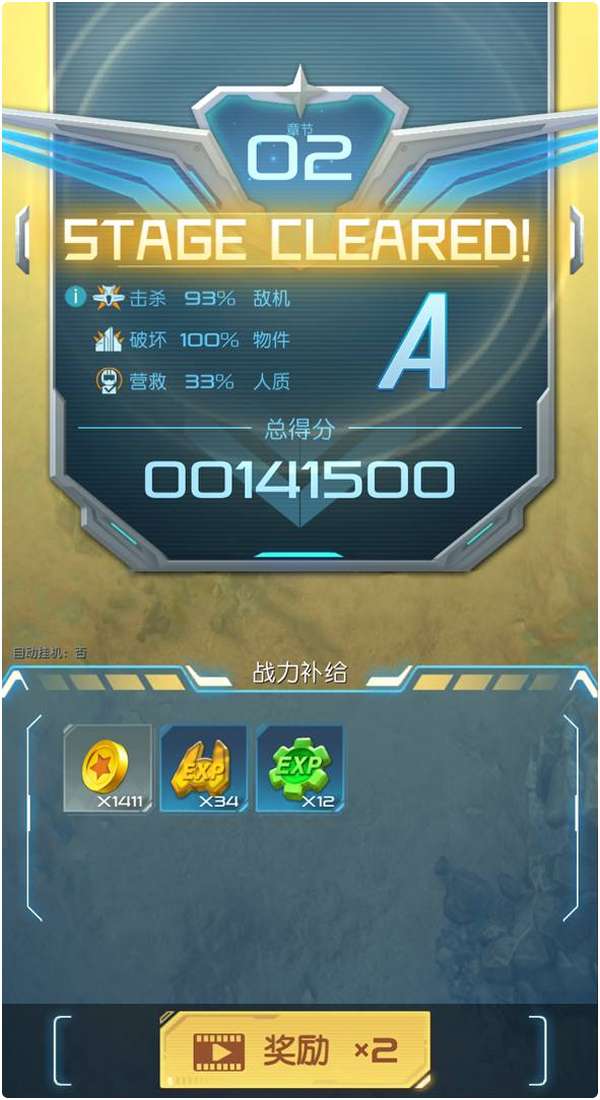 章节
02
STAGE CLEARED!
i 击杀 93% 敌机
破坏 100% 物件
营救 33% 人质
A
总得分
00141500
自动挂机：否
战力补给
X1411
EXP X34
EXP X12
奖励 ×2